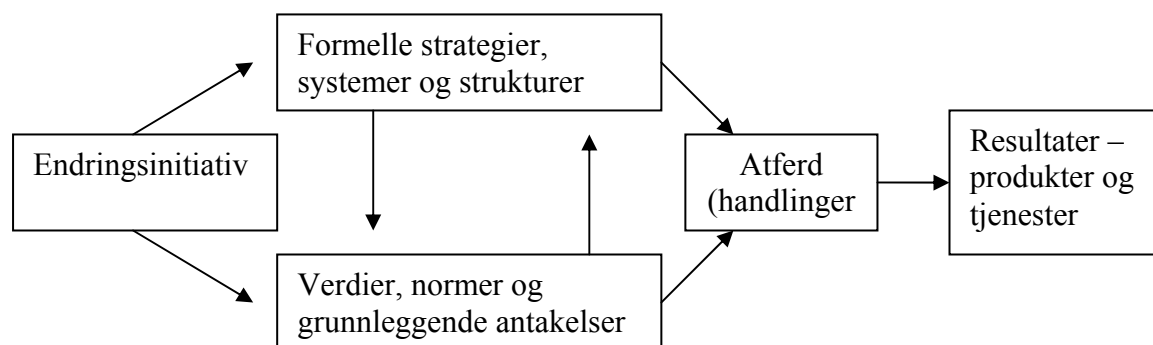 Formelle strategier,
systemer og strukturer
Endringsinitiativ
Atferd
(handlinger
Resultater –
produkter og
tjenester
Verdier, normer og
grunnleggende antakelser